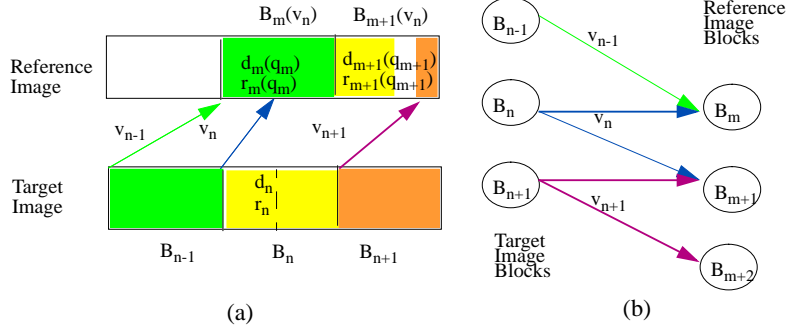 B_m(v_n) B_{m+1}(v_n)
Reference
Image
d_m(q_m) d_{m+1}(q_{m+1})
r_m(q_m) r_{m+1}(q_{m+1})
v_{n-1} v_n v_{n+1}
Target
Image
d_n
r_n
B_{n-1} B_n B_{n+1}
(a)
B_{n-1}
v_{n-1}
Reference
Image
Blocks
B_n
v_n
B_m
B_{n+1}
v_{n+1}
B_{m+1}
Target
Image
Blocks
B_{m+2}
(b)